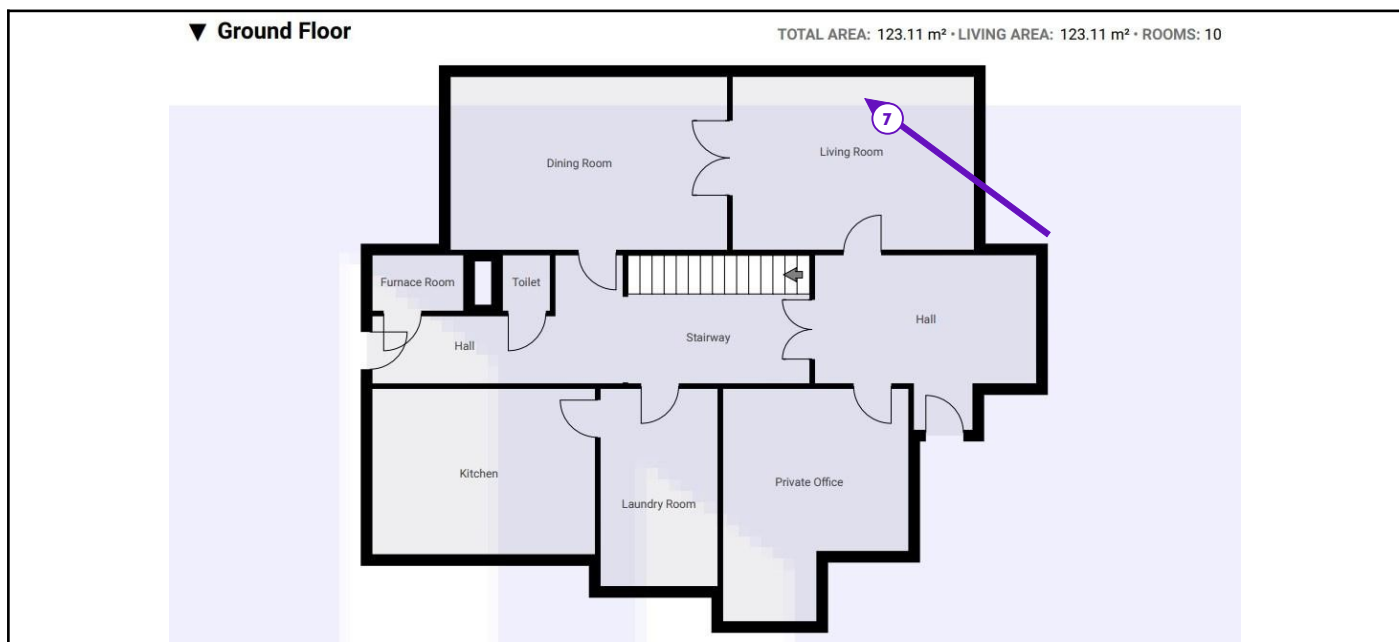 ▼ Ground Floor
TOTAL AREA: 123.11 m² · LIVING AREA: 123.11 m² · ROOMS: 10
7
Living Room
Dining Room
Furnace Room
Toilet
Hall
Stairway
Hall
Kitchen
Private Office
Laundry Room